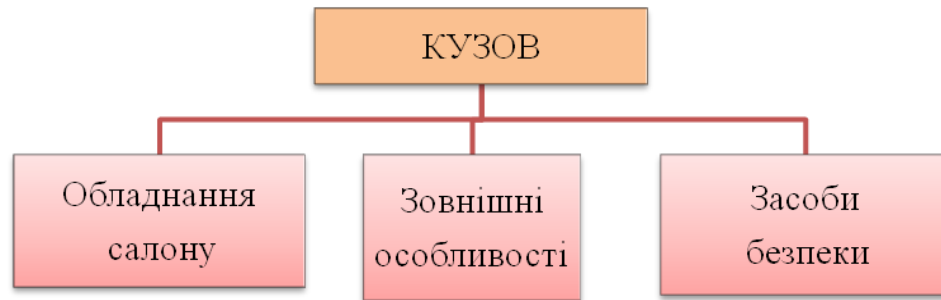 КУЗОВ
Обладнання
салону
Зовнішні
особливості
Засоби
безпеки